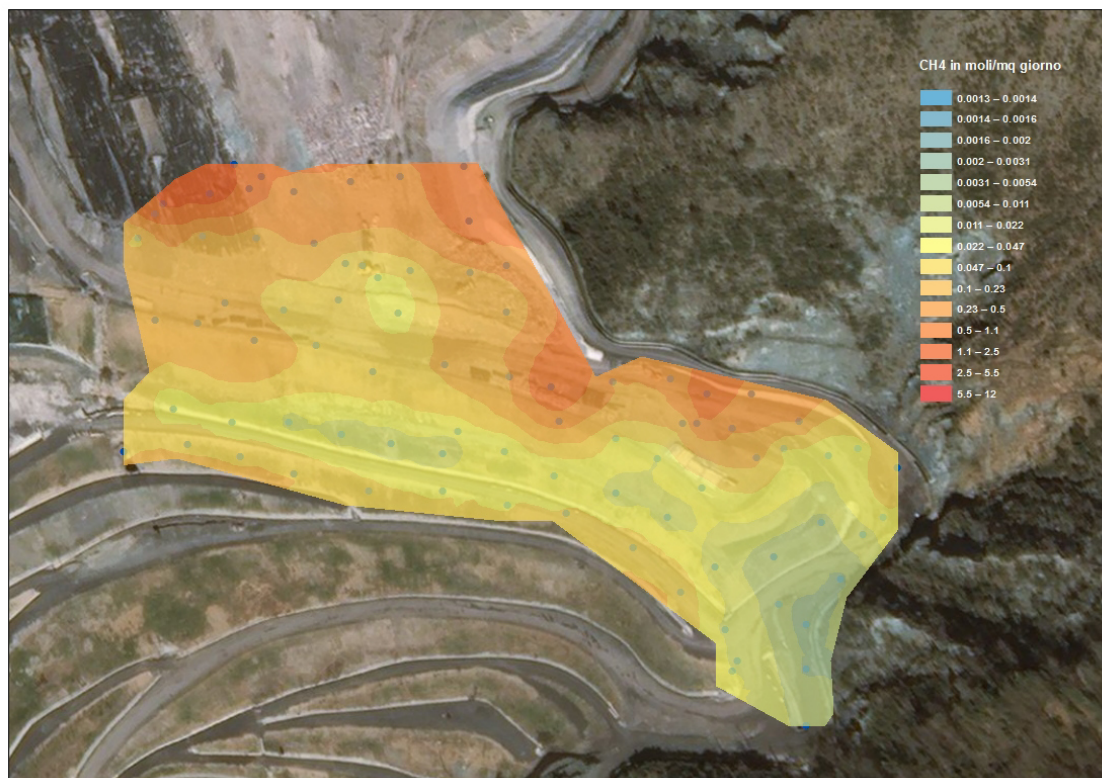 CH4 in moli/mq giorno
0.0013 – 0.0014
0.0014 – 0.0016
0.0016 – 0.002
0.002 – 0.0031
0.0031 – 0.0054
0.0054 – 0.011
0.011 – 0.022
0.022 – 0.047
0.047 – 0.1
0.1 – 0.23
0.23 – 0.5
0.5 – 1.1
1.1 – 2.5
2.5 – 5.5
5.5 – 12